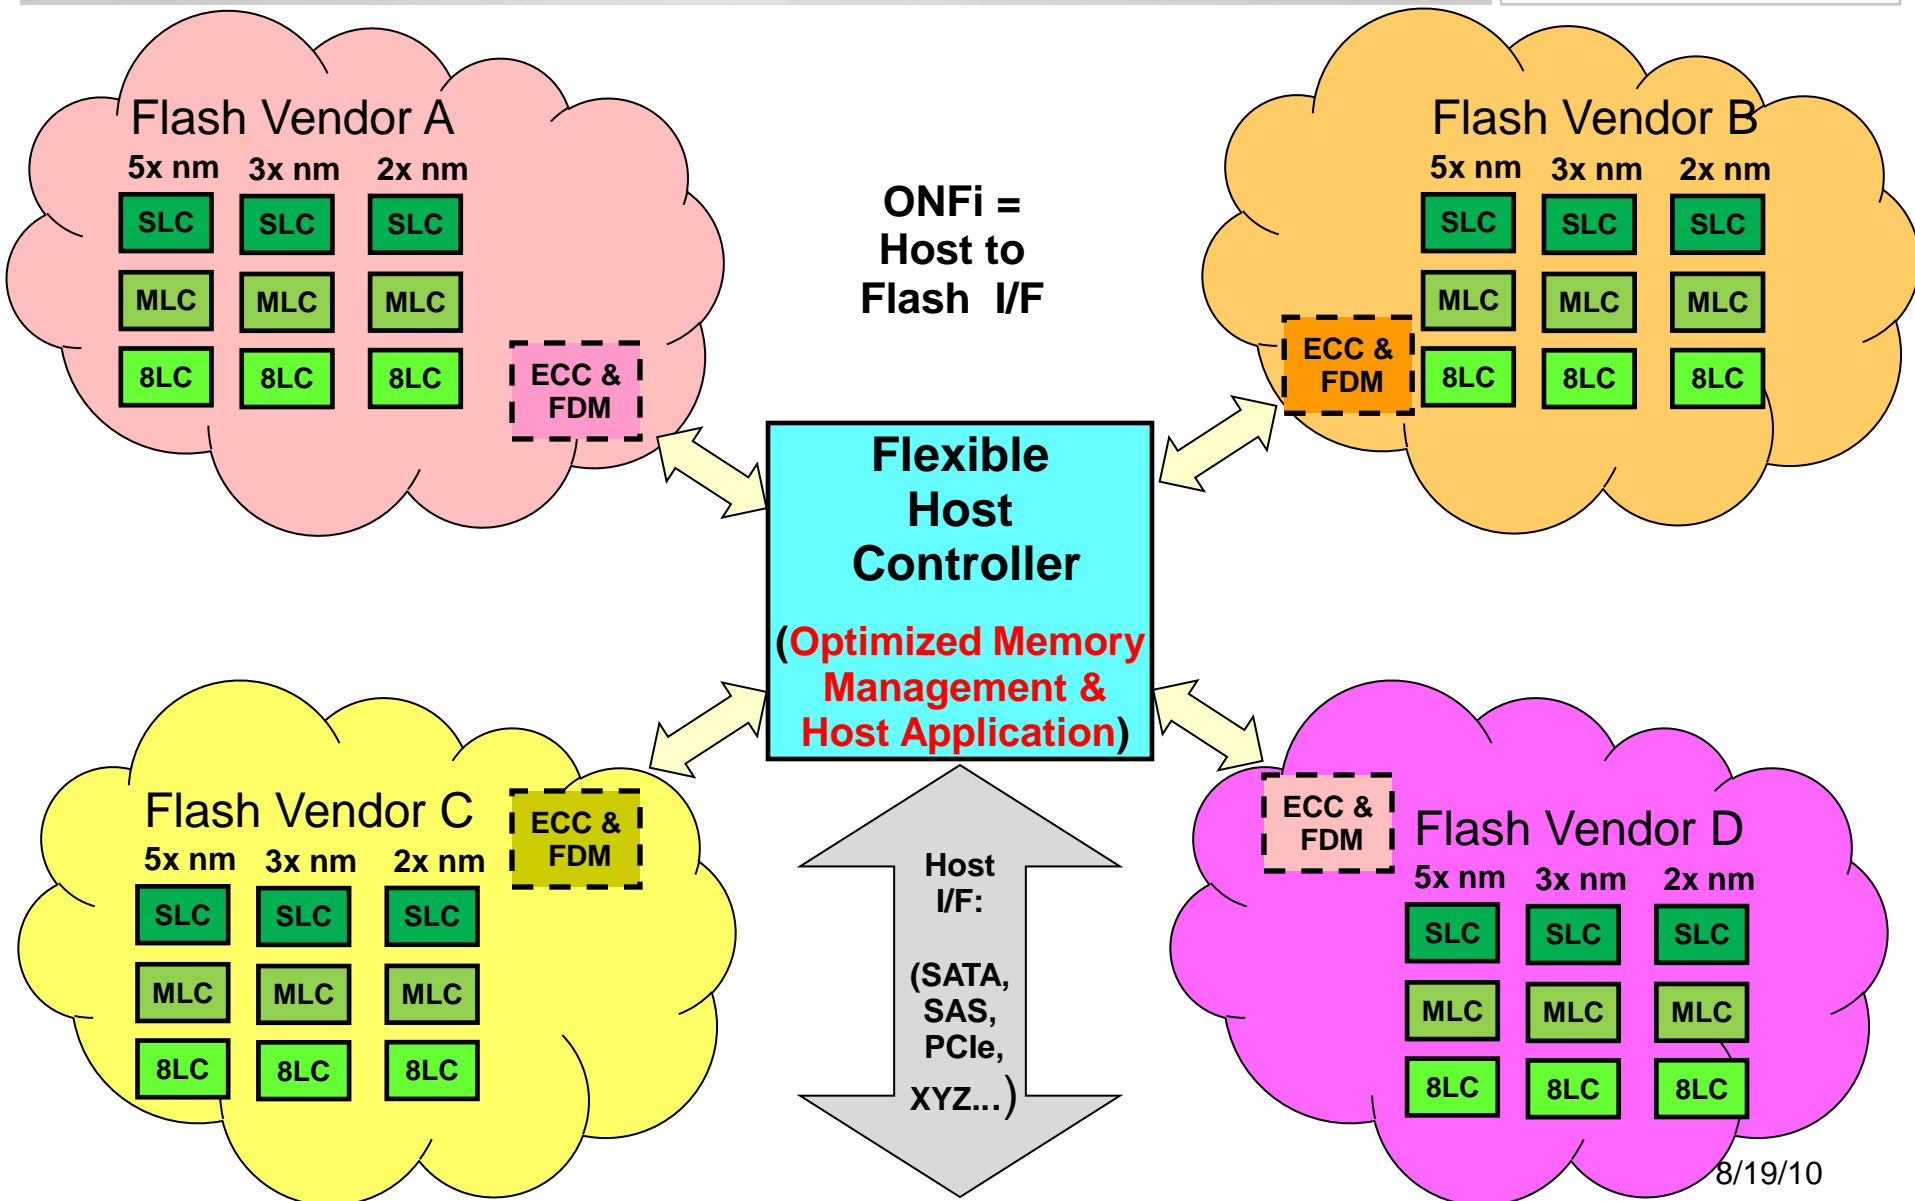 Flash Vendor A
5x nm 3x nm 2x nm
SLC SLC SLC
MLC MLC MLC
8LC 8LC 8LC
ECC &
FDM
ONFi =
Host to
Flash I/F
Flash Vendor B
5x nm 3x nm 2x nm
SLC SLC SLC
MLC MLC MLC
8LC 8LC 8LC
ECC &
FDM
Flexible
Host
Controller
(Optimized Memory
Management &
Host Application)
Flash Vendor C
5x nm 3x nm 2x nm
SLC SLC SLC
MLC MLC MLC
8LC 8LC 8LC
ECC &
FDM
Host
I/F:
(SATA,
SAS,
PCIe,
XYZ...)
ECC &
FDM
Flash Vendor D
5x nm 3x nm 2x nm
SLC SLC SLC
MLC MLC MLC
8LC 8LC 8LC
8/19/10